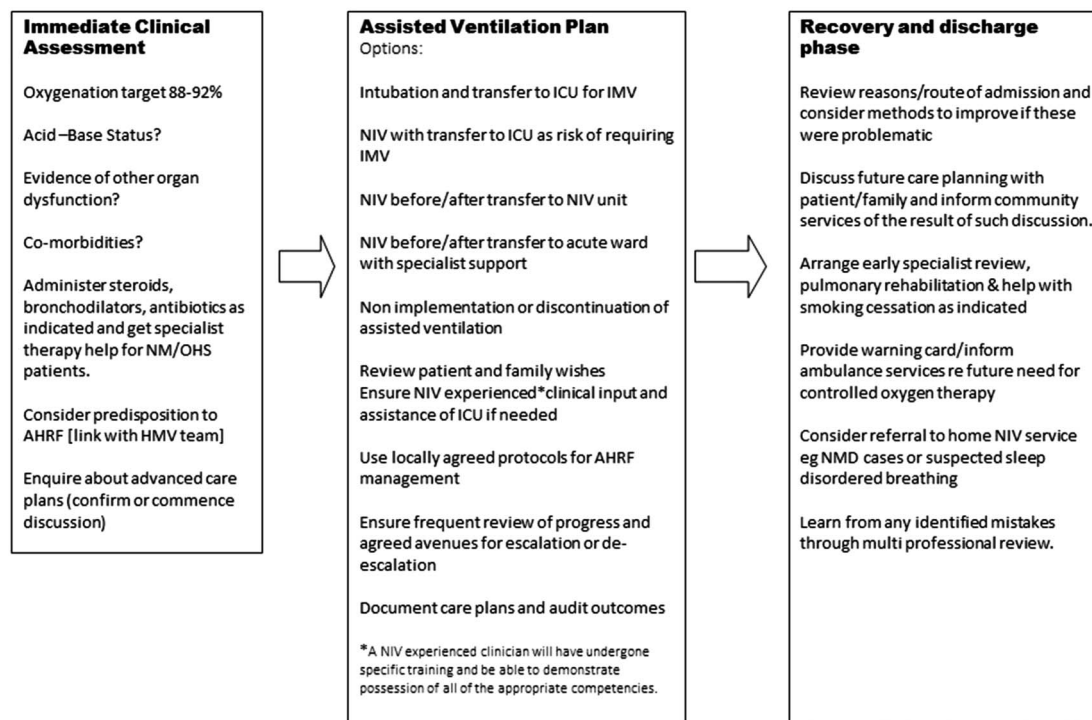 Immediate Clinical
Assessment
Oxygenation target 88-92%
Acid –Base Status?
Evidence of other organ
dysfunction?
Co-morbidities?
Administer steroids,
bronchodilators, antibiotics as
indicated and get specialist
therapy help for NM/OHS
patients.
Consider predisposition to
AHRF [link with HMV team]
Enquire about advanced care
plans (confirm or commence
discussion)
Assisted Ventilation Plan
Options:
Intubation and transfer to ICU for IMV
NIV with transfer to ICU as risk of requiring
IMV
NIV before/after transfer to NIV unit
NIV before/after transfer to acute ward
with specialist support
Non implementation or discontinuation of
assisted ventilation
Review patient and family wishes
Ensure NIV experienced*clinical input and
assistance of ICU if needed
Use locally agreed protocols for AHRF
management
Ensure frequent review of progress and
agreed avenues for escalation or de-
escalation
Document care plans and audit outcomes
*A NIV experienced clinician will have undergone
specific training and be able to demonstrate
possession of all of the appropriate competencies.
Recovery and discharge
phase
Review reasons/route of admission and
consider methods to improve if these
were problematic
Discuss future care planning with
patient/family and inform community
services of the result of such discussion.
Arrange early specialist review,
pulmonary rehabilitation & help with
smoking cessation as indicated
Provide warning card/inform
ambulance services re future need for
controlled oxygen therapy
Consider referral to home NIV service
eg NMD cases or suspected sleep
disordered breathing
Learn from any identified mistakes
through multi professional review.